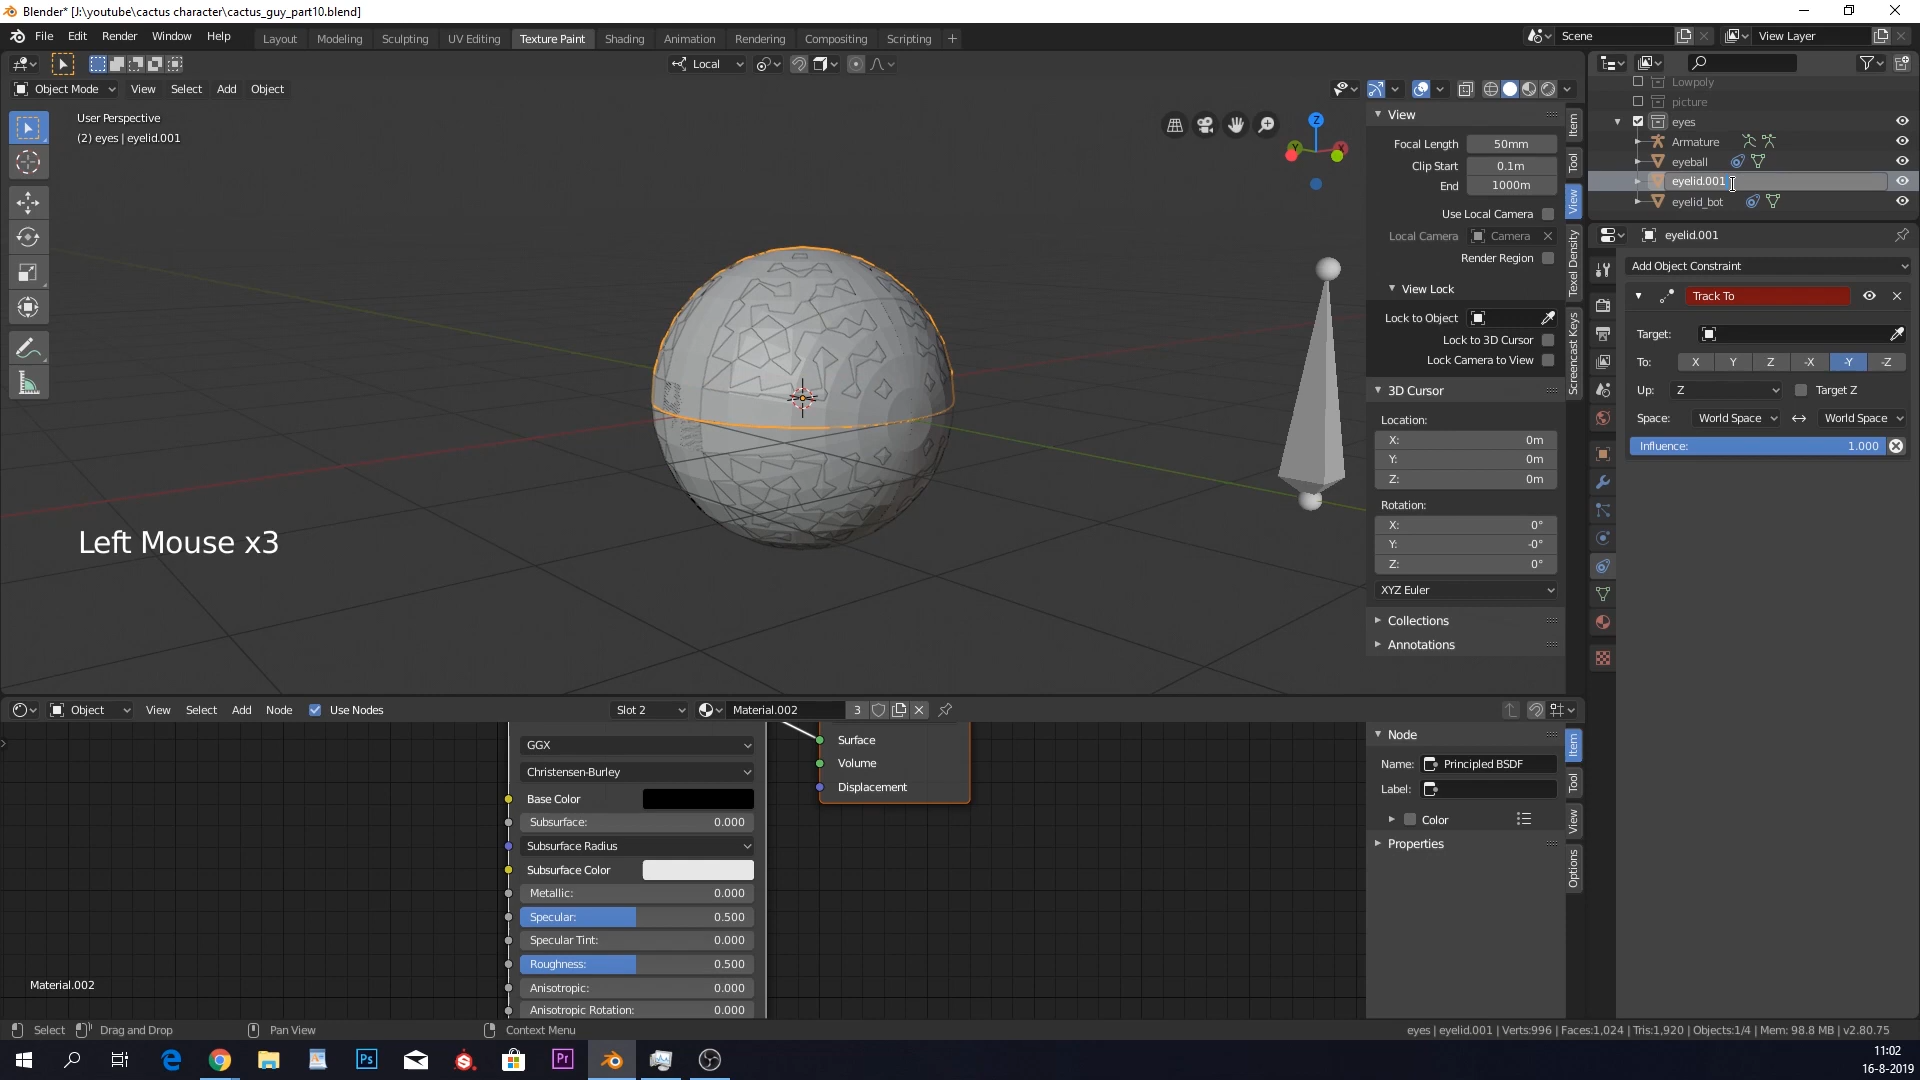 Blender* [J:\youtube\cactus character\cactus_guy_part10.blend]
File Edit Render Window Help
Layout Modeling Sculpting UV Editing Texture Paint Shading Animation Rendering Compositing Scripting
Scene
View Layer
Local
Object Mode View Select Add Object
User Perspective
(2) eyes | eyelid.001
Z
Left Mouse x3
View
Focal Length 50mm
Clip Start 0.1m
End 1000m
Use Local Camera
Local Camera Camera
Render Region
View Lock
Lock to Object
Lock to 3D Cursor
Lock Camera to View
3D Cursor
Location:
X: 0m
Y: 0m
Z: 0m
Rotation:
X: 0°
Y: -0°
Z: 0°
XYZ Euler
Collections
Annotations
Item
Tool
View
Texel Density
Screencast Keys
Lowpoly
picture
eyes
Armature
eyeball
eyelid.001
eyelid_bot
eyelid.001
Add Object Constraint
Track To
Target:
To: X Y Z -X -Y -Z
Up: Z Target Z
Space: World Space World Space
Influence: 1.000
Object View Select Add Node Use Nodes Slot 2 Material.002 3
GGX
Christensen-Burley
Base Color
Subsurface: 0.000
Subsurface Radius
Subsurface Color
Metallic: 0.000
Specular: 0.500
Specular Tint: 0.000
Roughness: 0.500
Anisotropic: 0.000
Anisotropic Rotation: 0.000
Surface
Volume
Displacement
Material.002
Node
Name: Principled BSDF
Label:
Color
Properties
Item
Tool
View
Options
Select Drag and Drop Pan View Context Menu
eyes | eyelid.001 | Verts:996 | Faces:1,024 | Tris:1,920 | Objects:1/4 | Mem: 98.8 MB | v2.80.75
Ps
Pr
11:02
16-8-2019